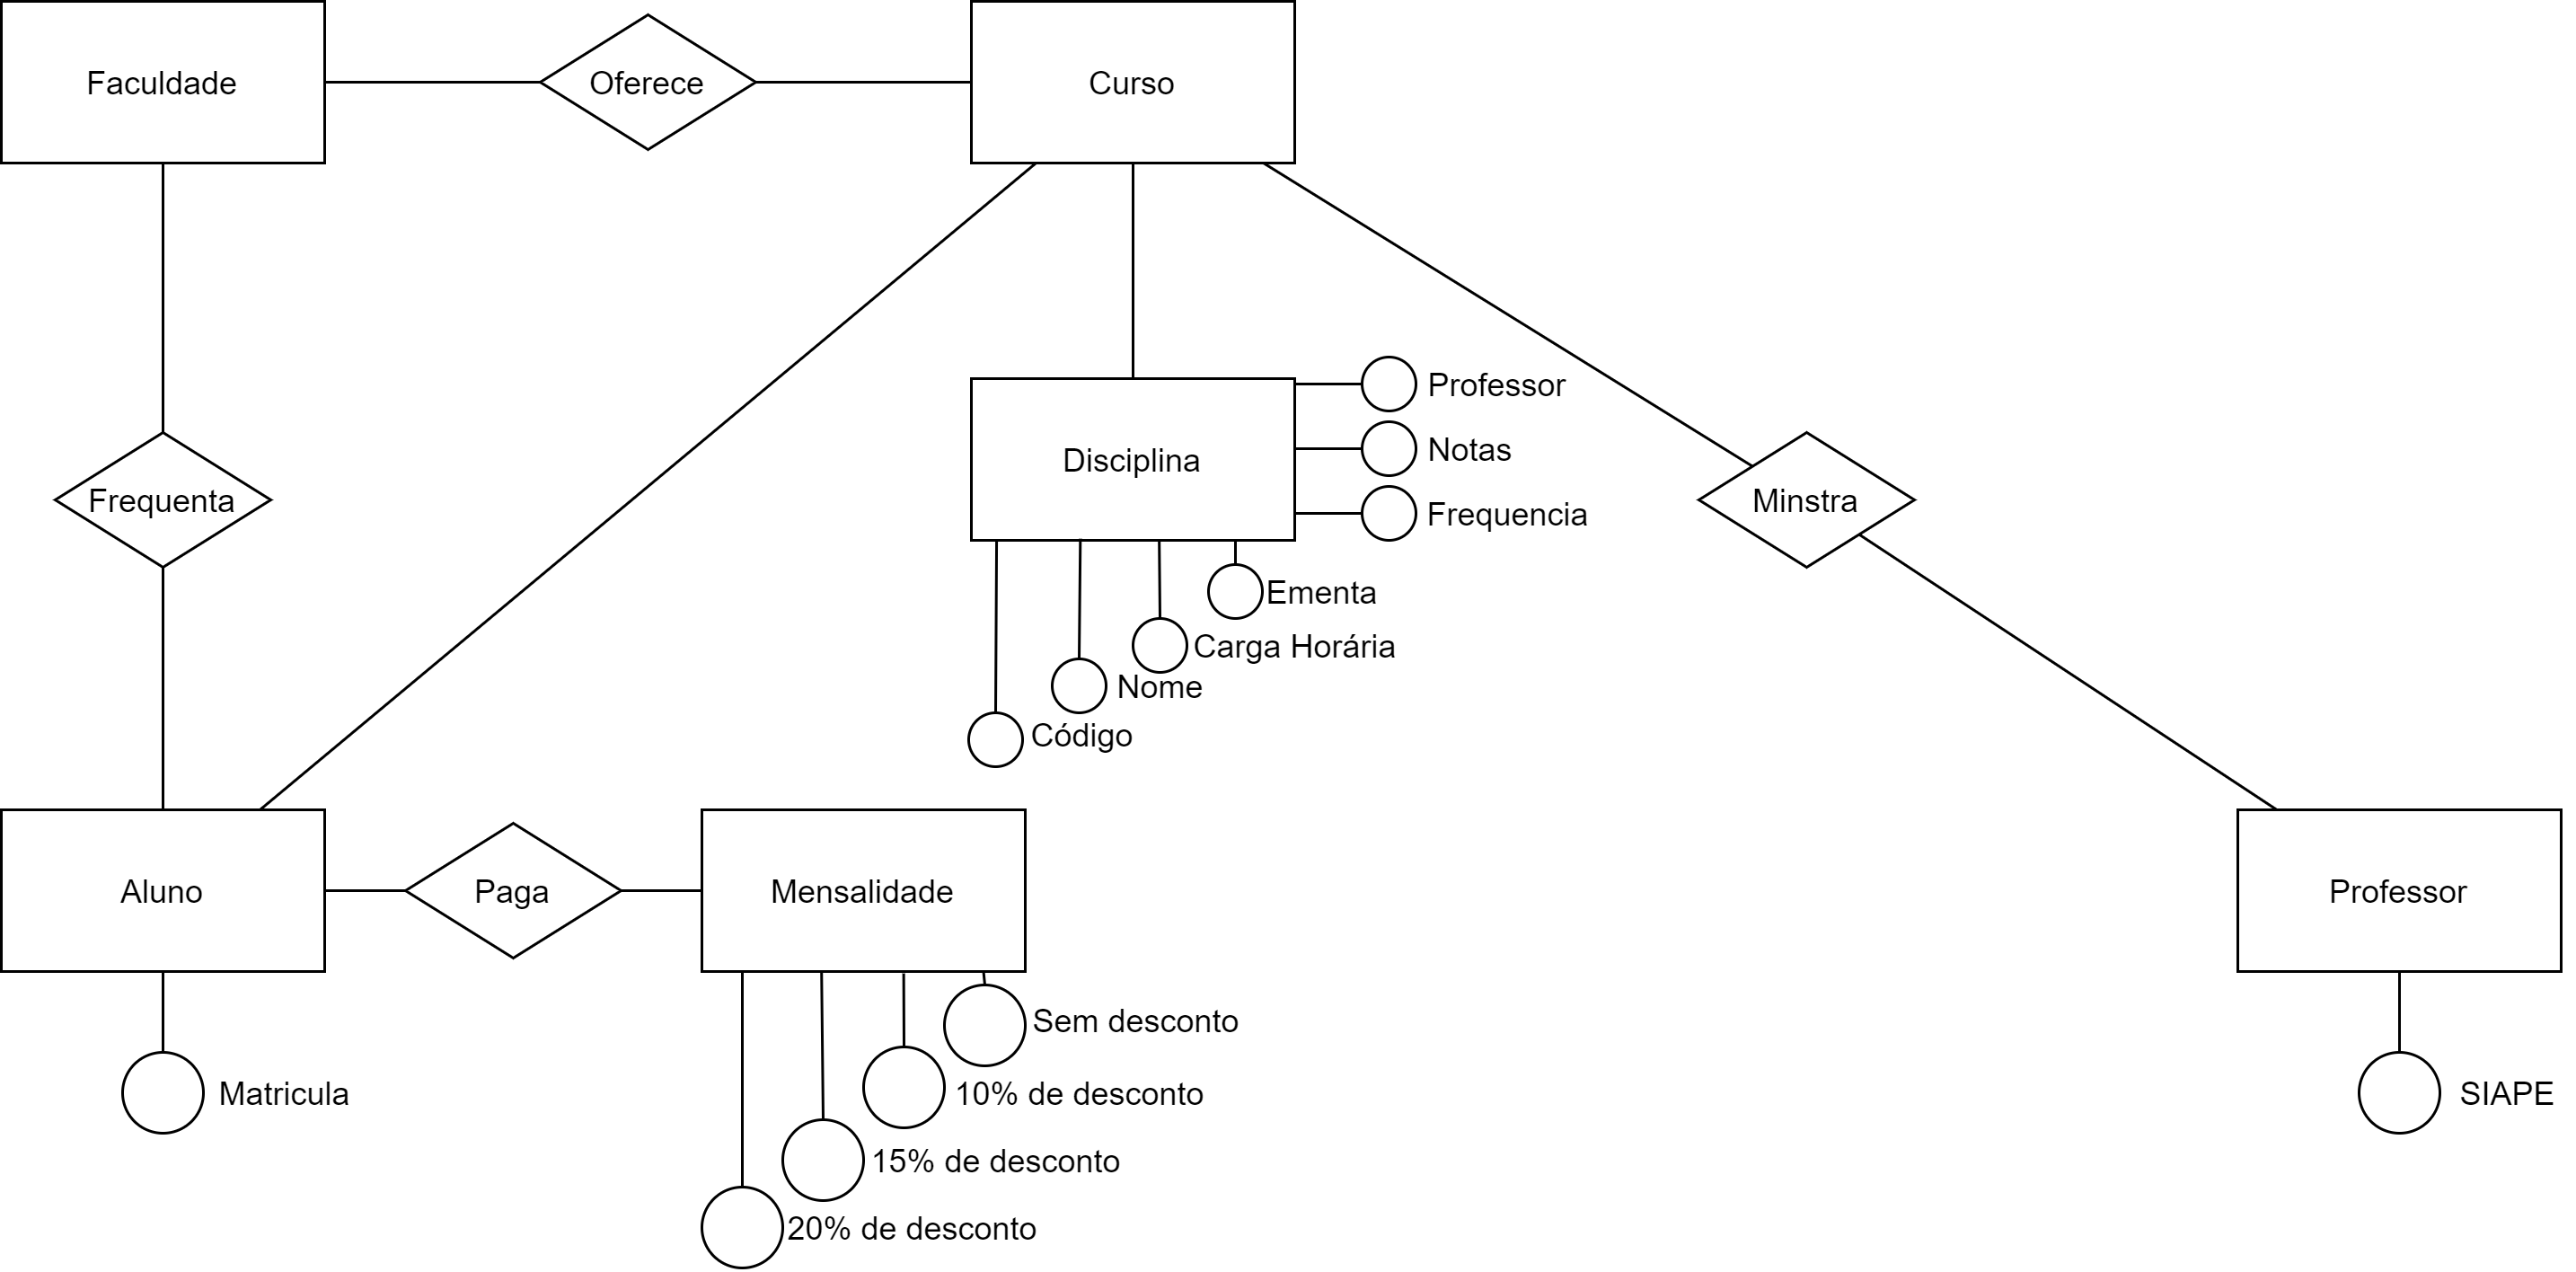 Faculdade
Oferece
Curso
Professor
Notas
Disciplina
Frequenta
Minstra
Frequencia
Ementa
Carga Horária
Nome
Código
Aluno
Paga
Mensalidade
Professor
Sem desconto
Matricula
10% de desconto
SIAPE
15% de desconto
20% de desconto